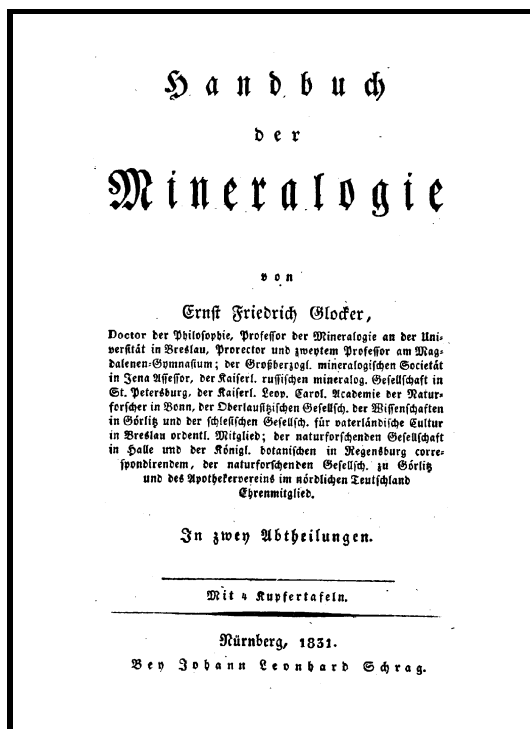 Handbuch
der
Mineralogie
von
Ernst Friedrich Glocker,
Doctor der Philosophie, Professor der Mineralogie an der Uni-
versität in Breslau, Prorector und zweytem Professor am Mag-
dalenen-Gymnasium; der Großherzogl. mineralogischen Societät
in Jena Assessor, der Kaiserl. russischen mineralog. Gesellschaft in
St. Petersburg, der Kaiserl. Leop. Carol. Academie der Natur-
forscher in Bonn, der Oberlausitzischen Gesellsch. der Wissenschaften
in Görlitz und der schlesischen Gesellsch. für vaterländische Cultur
in Breslau ordentl. Mitglied; der naturforschenden Gesellschaft
in Halle und der Königl. botanischen in Regensburg corre-
spondirendem, der naturforschenden Gesellsch. zu Görlitz
und des Apothekervereins im nördlichen Teutschland
Ehrenmitglied.
In zwey Abtheilungen.
Mit 4 Kupfertafeln.
Nürnberg, 1831.
Bey Johann Leonhard Schrag.